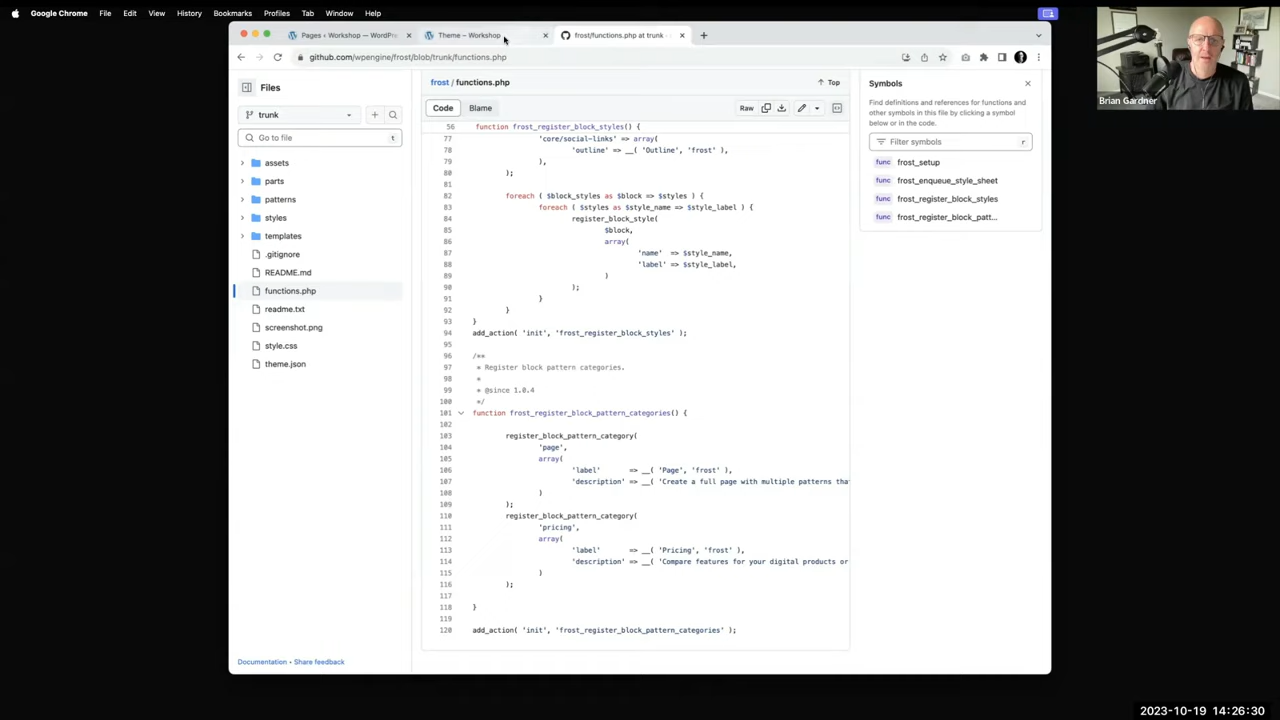 Google Chrome File Edit View History Bookmarks Profiles Tab Window Help
Pages ‹ Workshop — WordPr
Theme – Workshop
frost/functions.php at trunk ·
github.com/wpengine/frost/blob/trunk/functions.php
Brian Gardner
Files
trunk
Go to file
t
assets
parts
patterns
styles
templates
.gitignore
README.md
functions.php
readme.txt
screenshot.png
style.css
theme.json
Documentation • Share feedback
frost / functions.php
Top
Code Blame
Raw
56 function frost_register_block_styles() {
77 'core/social-links' => array(
78 'outline' => __( 'Outline', 'frost' ),
79 ),
80 );
81
82 foreach ( $block_styles as $block => $styles ) {
83 foreach ( $styles as $style_name => $style_label ) {
84 register_block_style(
85 $block,
86 array(
87 'name' => $style_name,
88 'label' => $style_label,
89 )
90 );
91 }
92 }
93 }
94 add_action( 'init', 'frost_register_block_styles' );
95
96 /**
97 * Register block pattern categories.
98 *
99 * @since 1.0.4
100 */
101 function frost_register_block_pattern_categories() {
102
103 register_block_pattern_category(
104 'page',
105 array(
106 'label' => __( 'Page', 'frost' ),
107 'description' => __( 'Create a full page with multiple patterns tha
108 )
109 );
110 register_block_pattern_category(
111 'pricing',
112 array(
113 'label' => __( 'Pricing', 'frost' ),
114 'description' => __( 'Compare features for your digital products or
115 )
116 );
117
118 }
119
120 add_action( 'init', 'frost_register_block_pattern_categories' );
Symbols
Find definitions and references for functions and
other symbols in this file by clicking a symbol
below or in the code.
Filter symbols
r
func frost_setup
func frost_enqueue_style_sheet
func frost_register_block_styles
func frost_register_block_patt...
2023-10-19 14:26:30